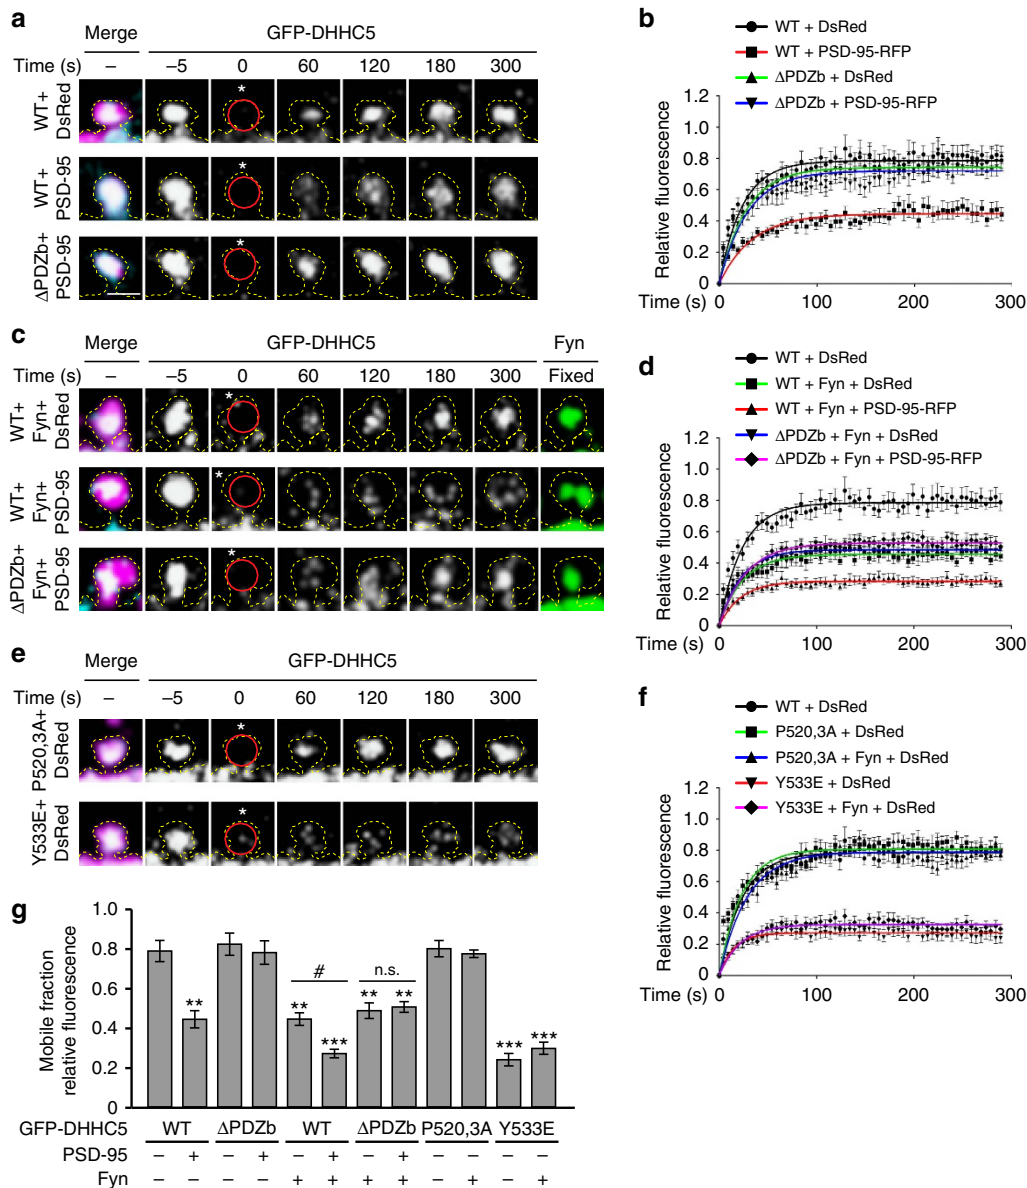 a
Merge GFP-DHHC5
Time (s) – –5 0 60 120 180 300
WT+ DsRed
*
WT+ PSD-95
*
ΔPDZb+ PSD-95
*
b
WT + DsRed
WT + PSD-95-RFP
ΔPDZb + DsRed
ΔPDZb + PSD-95-RFP
Relative fluorescence
1.2
1.0
0.8
0.6
0.4
0.2
0
Time (s) 0 100 200 300
c
Merge GFP-DHHC5 Fyn
Time (s) – –5 0 60 120 180 300 Fixed
WT+ Fyn+ DsRed
*
WT+ Fyn+ PSD-95
*
ΔPDZb+ Fyn+ PSD-95
*
d
WT + DsRed
WT + Fyn + DsRed
WT + Fyn + PSD-95-RFP
ΔPDZb + Fyn + DsRed
ΔPDZb + Fyn + PSD-95-RFP
Relative fluorescence
1.2
1.0
0.8
0.6
0.4
0.2
0
Time (s) 0 100 200 300
e
Merge GFP-DHHC5
Time (s) – –5 0 60 120 180 300
P520,3A+ DsRed
*
Y533E+ DsRed
*
f
WT + DsRed
P520,3A + DsRed
P520,3A + Fyn + DsRed
Y533E + DsRed
Y533E + Fyn + DsRed
Relative fluorescence
1.2
1.0
0.8
0.6
0.4
0.2
0
Time (s) 0 100 200 300
g
Mobile fraction
relative fluorescence
1.0
0.8
0.6
0.4
0.2
0
# n.s.
** ** *** ** ** *** ***
GFP-DHHC5 WT ΔPDZb WT ΔPDZb P520,3A Y533E
PSD-95 – + – + – + – + – – – –
Fyn – – – – + + + + – + – +